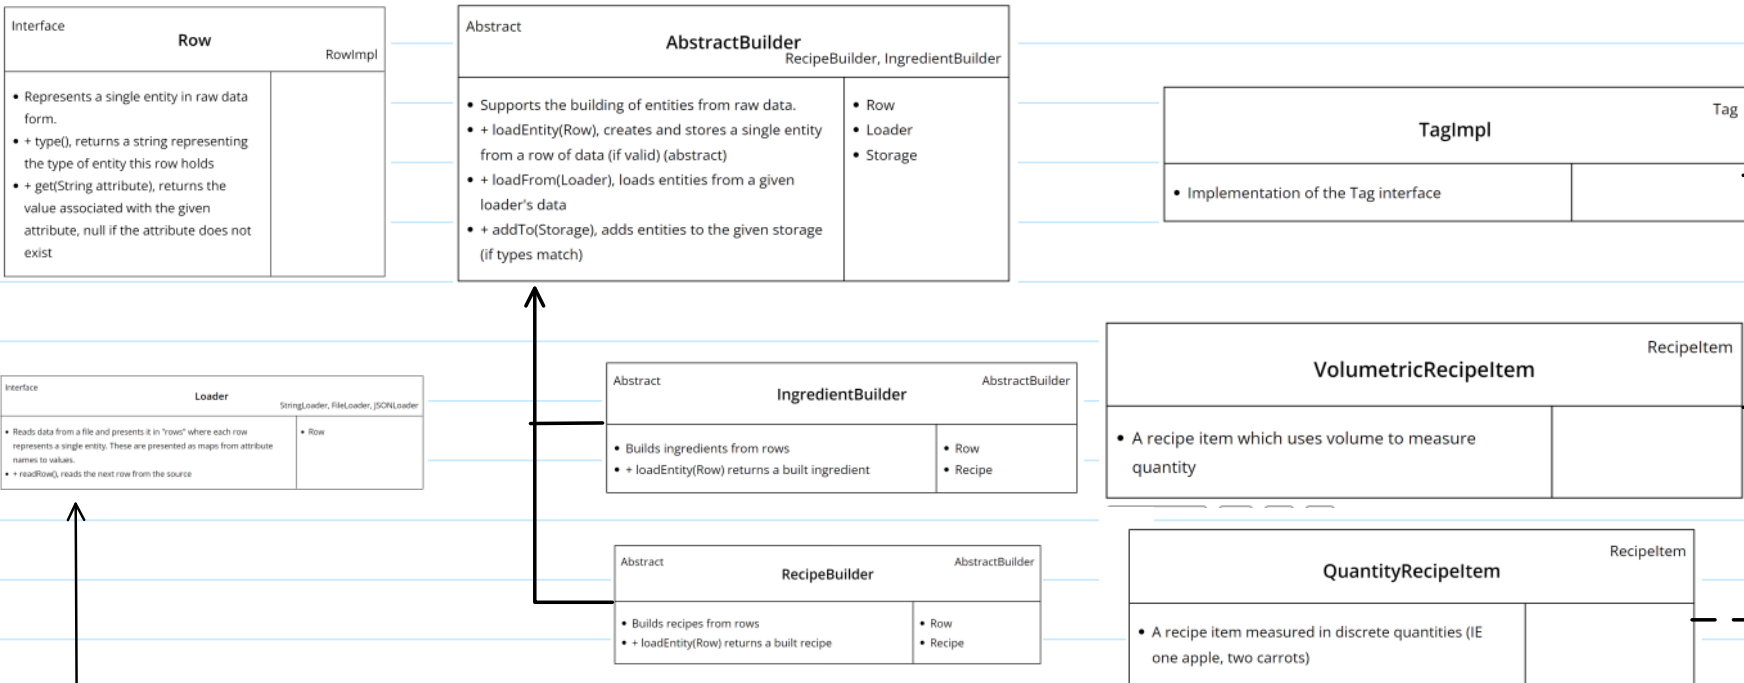 Interface
Row
RowImpl
• Represents a single entity in raw data
form.
• + type(), returns a string representing
the type of entity this row holds
• + get(String attribute), returns the
value associated with the given
attribute, null if the attribute does not
exist
Abstract
AbstractBuilder
RecipeBuilder, IngredientBuilder
• Supports the building of entities from raw data.
• + loadEntity(Row), creates and stores a single entity
from a row of data (if valid) (abstract)
• + loadFrom(Loader), loads entities from a given
loader's data
• + addTo(Storage), adds entities to the given storage
(if types match)
• Row
• Loader
• Storage
Tag
TagImpl
• Implementation of the Tag interface
Interface
Loader
StringLoader, FileLoader, JSONLoader
• Reads data from a file and presents it in "rows" where each row
represents a single entity. These are presented as maps from attribute
names to values.
• + readRow(), reads the next row from the source
• Row
Abstract
AbstractBuilder
IngredientBuilder
• Builds ingredients from rows
• + loadEntity(Row) returns a built ingredient
• Row
• Recipe
RecipeItem
VolumetricRecipeItem
• A recipe item which uses volume to measure
quantity
Abstract
AbstractBuilder
RecipeBuilder
• Builds recipes from rows
• + loadEntity(Row) returns a built recipe
• Row
• Recipe
RecipeItem
QuantityRecipeItem
• A recipe item measured in discrete quantities (IE
one apple, two carrots)